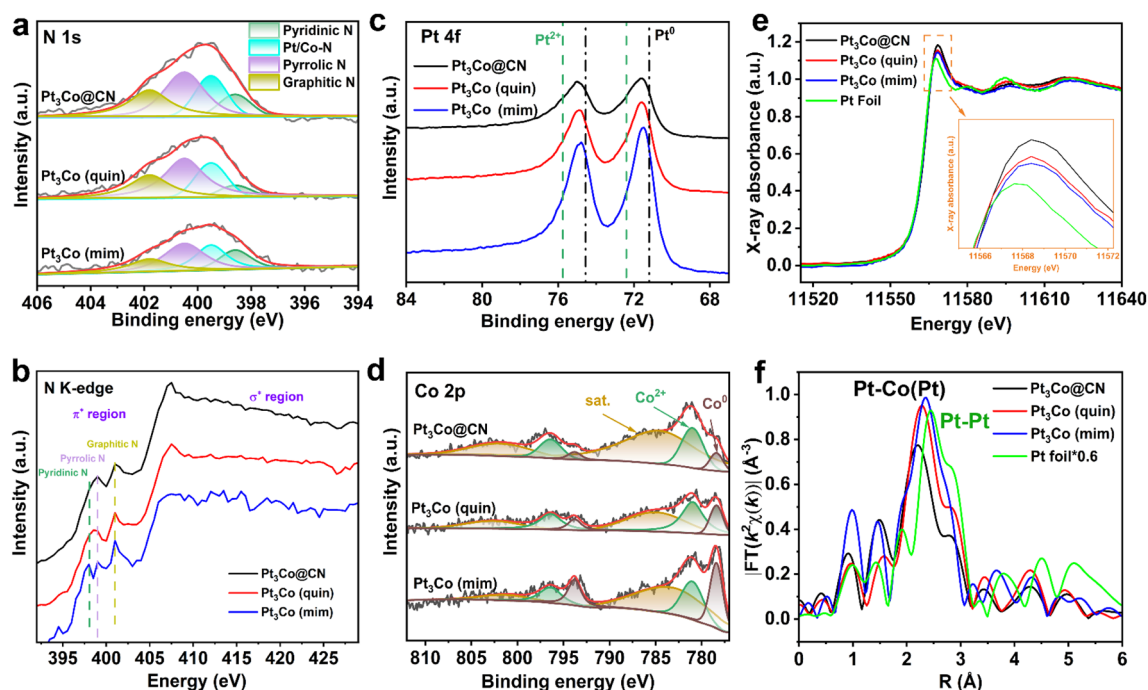 a
N 1s
Pyridinic N
Pt/Co-N
Pyrrolic N
Graphitic N
Pt₃Co@CN
Pt₃Co (quin)
Pt₃Co (mim)
Intensity (a.u.)
406 404 402 400 398 396 394
Binding energy (eV)
c
Pt 4f
Pt²⁺
Pt⁰
Pt₃Co@CN
Pt₃Co (quin)
Pt₃Co (mim)
Intensity (a.u.)
84 80 76 72 68
Binding energy (eV)
e
Pt₃Co@CN
Pt₃Co (quin)
Pt₃Co (mim)
Pt Foil
X-ray absorbance (a.u.)
1.2
0.9
0.6
0.3
0.0
X-ray absorbance (a.u.)
11566 11568 11570 11572
Energy (eV)
11520 11560 11580 11620 11640
Energy (eV)
b
N K-edge
π* region
σ* region
Graphitic N
Pyrrolic N
Pyridinic N
Pt₃Co@CN
Pt₃Co (quin)
Pt₃Co (mim)
Intensity (a.u.)
395 400 405 410 415 420 425
Energy (eV)
d
Co 2p
sat.
Co²⁺
Co⁰
Pt₃Co@CN
Pt₃Co (quin)
Pt₃Co (mim)
Intensity (a.u.)
810 805 800 795 790 785 780
Binding energy (eV)
f
Pt-Co(Pt)
Pt-Pt
Pt₃Co@CN
Pt₃Co (quin)
Pt₃Co (mim)
Pt foil*0.6
|FT(k²χ(k))| (Å⁻³)
1.0
0.8
0.6
0.4
0.2
0.0
0 1 2 3 4 5 6
R (Å)